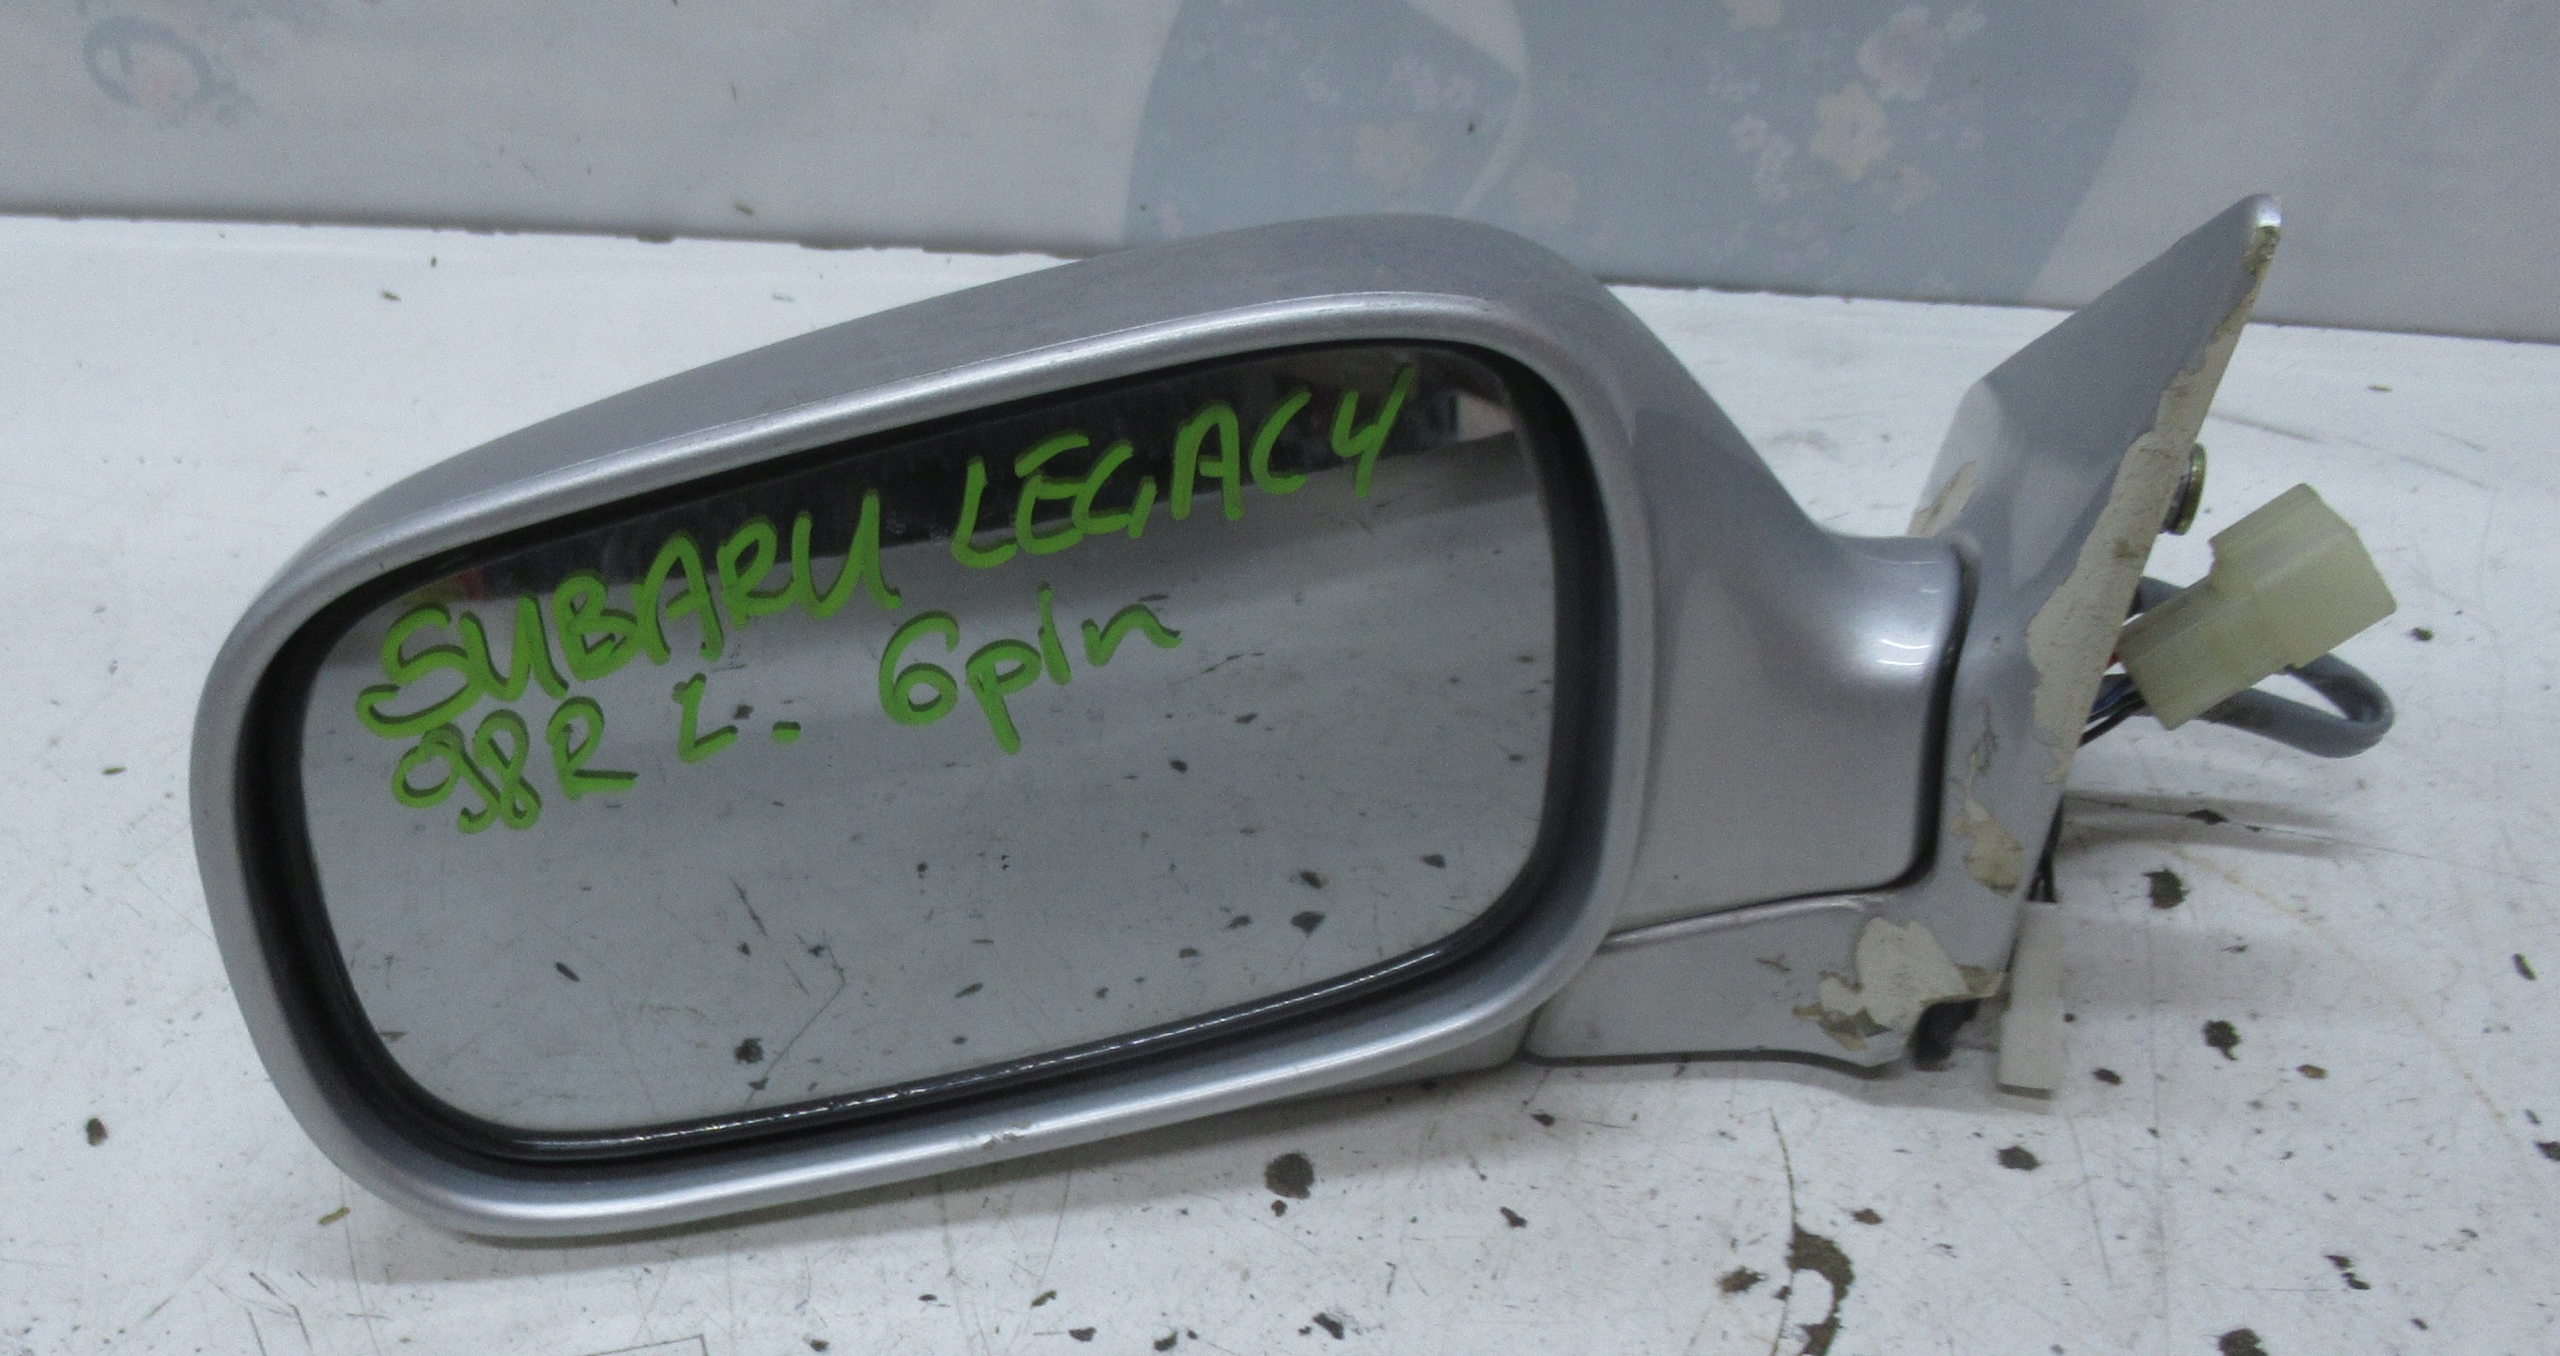 SUBARU LEGACY
98R L. 6pin